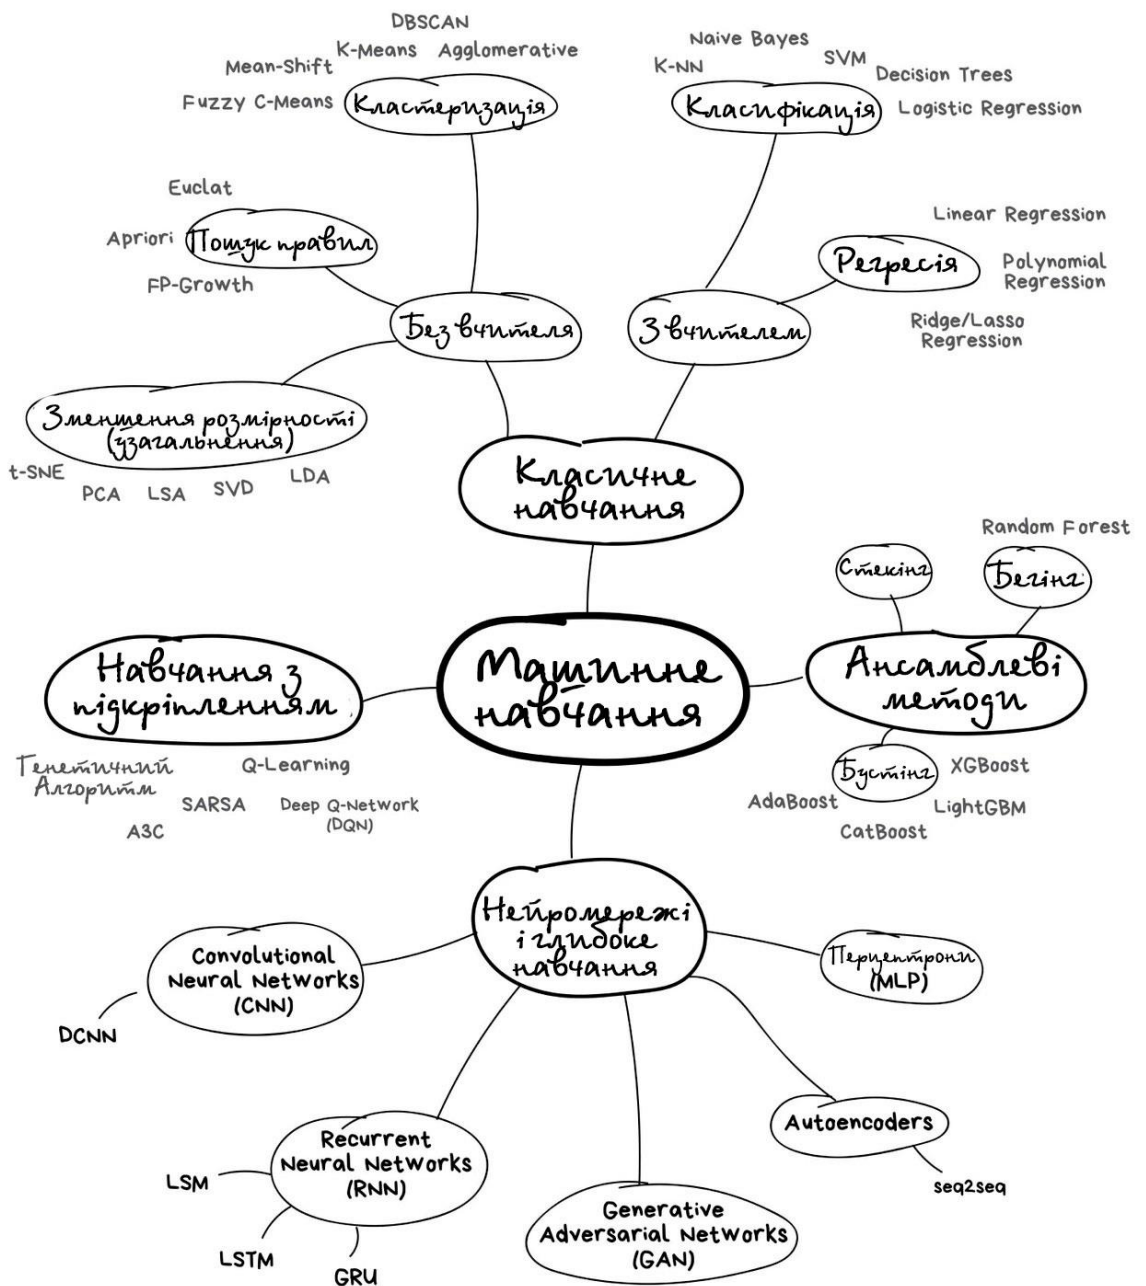 DBSCAN
K-Means
Agglomerative
Mean-Shift
Fuzzy C-Means
Кластеризація
Naive Bayes
K-NN
SVM
Decision Trees
Класифікація
Logistic Regression
Euclat
Apriori
Пошук правил
FP-Growth
Linear Regression
Регресія
Polynomial
Regression
Ridge/Lasso
Regression
Без вчителя
З вчителем
Зменшення розмірності
(узагальнення)
t-SNE
PCA
LSA
SVD
LDA
Класичне
навчання
Random Forest
Стекінг
Бегінг
Навчання з
підкріпленням
Машинне
навчання
Ансамблеві
методи
Генетичний
Алгоритм
Q-Learning
SARSA
Deep Q-Network
(DQN)
A3C
Бустінг
XGBoost
AdaBoost
LightGBM
CatBoost
Нейромережі
і глибоке
навчання
Convolutional
Neural Networks
(CNN)
DCNN
Перцептрони
(MLP)
Autoencoders
seq2seq
Recurrent
Neural Networks
(RNN)
LSM
LSTM
GRU
Generative
Adversarial Networks
(GAN)